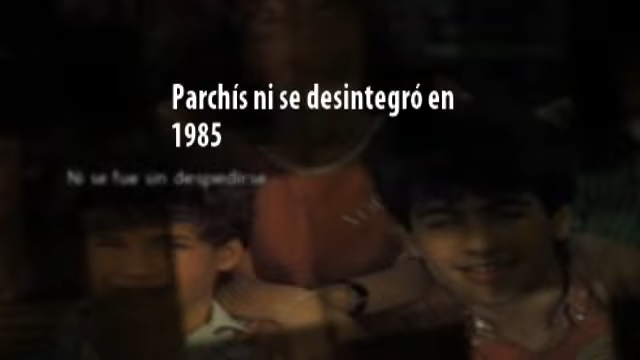 Parchís ni se desintegró en
1985
Ni se fue sin despedirse